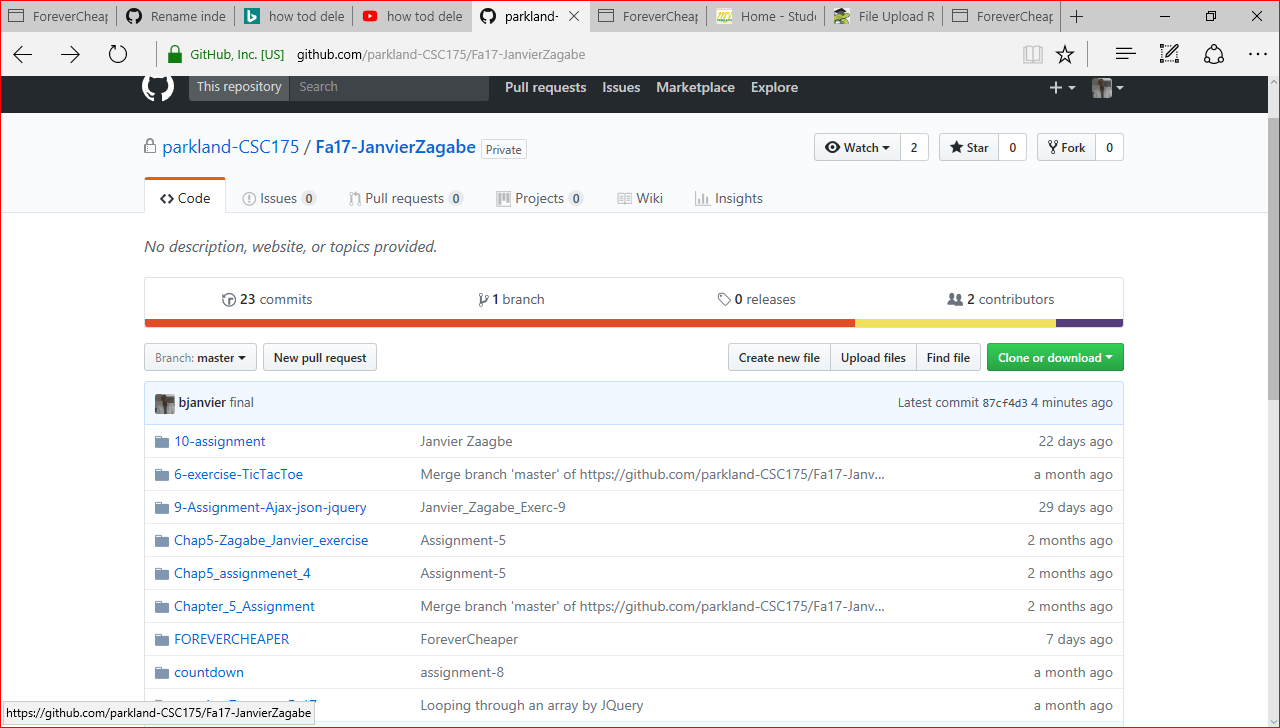 ForeverCheap Rename inde how tod dele how tod dele parkland- ForeverCheap Home - Stude File Upload R ForeverCheap
GitHub, Inc. [US] github.com/parkland-CSC175/Fa17-JanvierZagabe
This repository Search Pull requests Issues Marketplace Explore
parkland-CSC175 / Fa17-JanvierZagabe Private
Watch 2 Star 0 Fork 0
Code Issues 0 Pull requests 0 Projects 0 Wiki Insights
No description, website, or topics provided.
23 commits 1 branch 0 releases 2 contributors
Branch: master New pull request Create new file Upload files Find file Clone or download
bjanvier final Latest commit 87cf4d3 4 minutes ago
10-assignment Janvier Zaagbe 22 days ago
6-exercise-TicTacToe Merge branch 'master' of https://github.com/parkland-CSC175/Fa17-Janv... a month ago
9-Assignment-Ajax-json-jquery Janvier_Zagabe_Exerc-9 29 days ago
Chap5-Zagabe_Janvier_exercise Assignment-5 2 months ago
Chap5_assignmenet_4 Assignment-5 2 months ago
Chapter_5_Assignment Merge branch 'master' of https://github.com/parkland-CSC175/Fa17-Janv... 2 months ago
FOREVERCHEAPER ForeverCheaper 7 days ago
countdown assignment-8 a month ago
Looping through an array by JQuery a month ago
https://github.com/parkland-CSC175/Fa17-JanvierZagabe